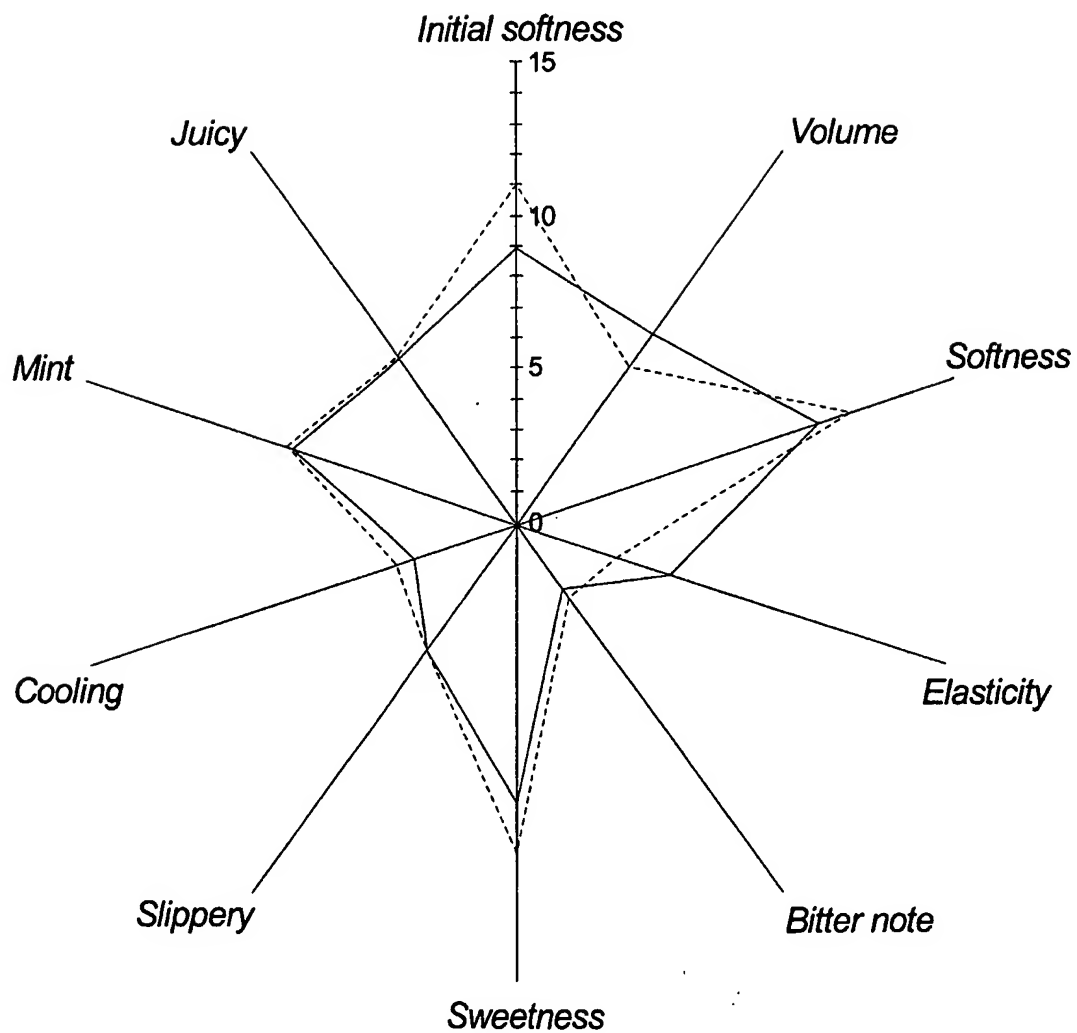 Initial softness
15
Juicy
Volume
10
Mint
5
Softness
0
Cooling
Elasticity
Slippery
Bitter note
Sweetness